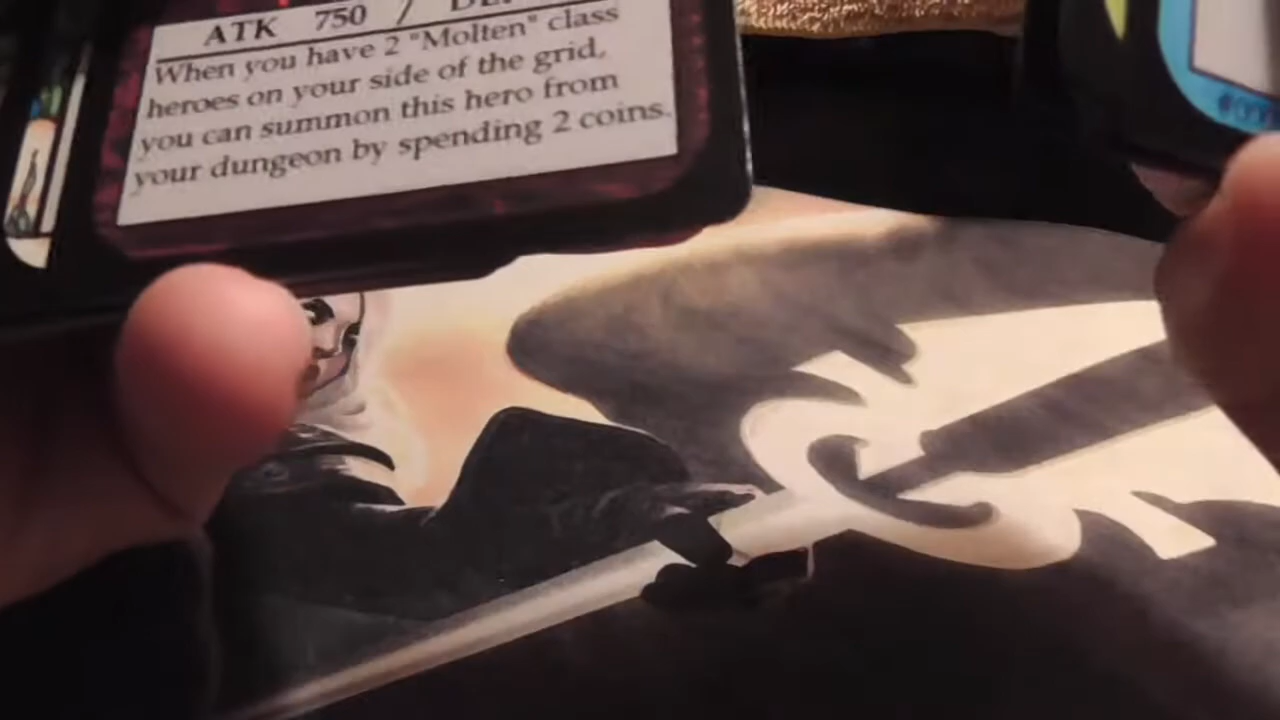 ATK 750 /
When you have 2 "Molten" class
heroes on your side of the grid,
you can summon this hero from
your dungeon by spending 2 coins.